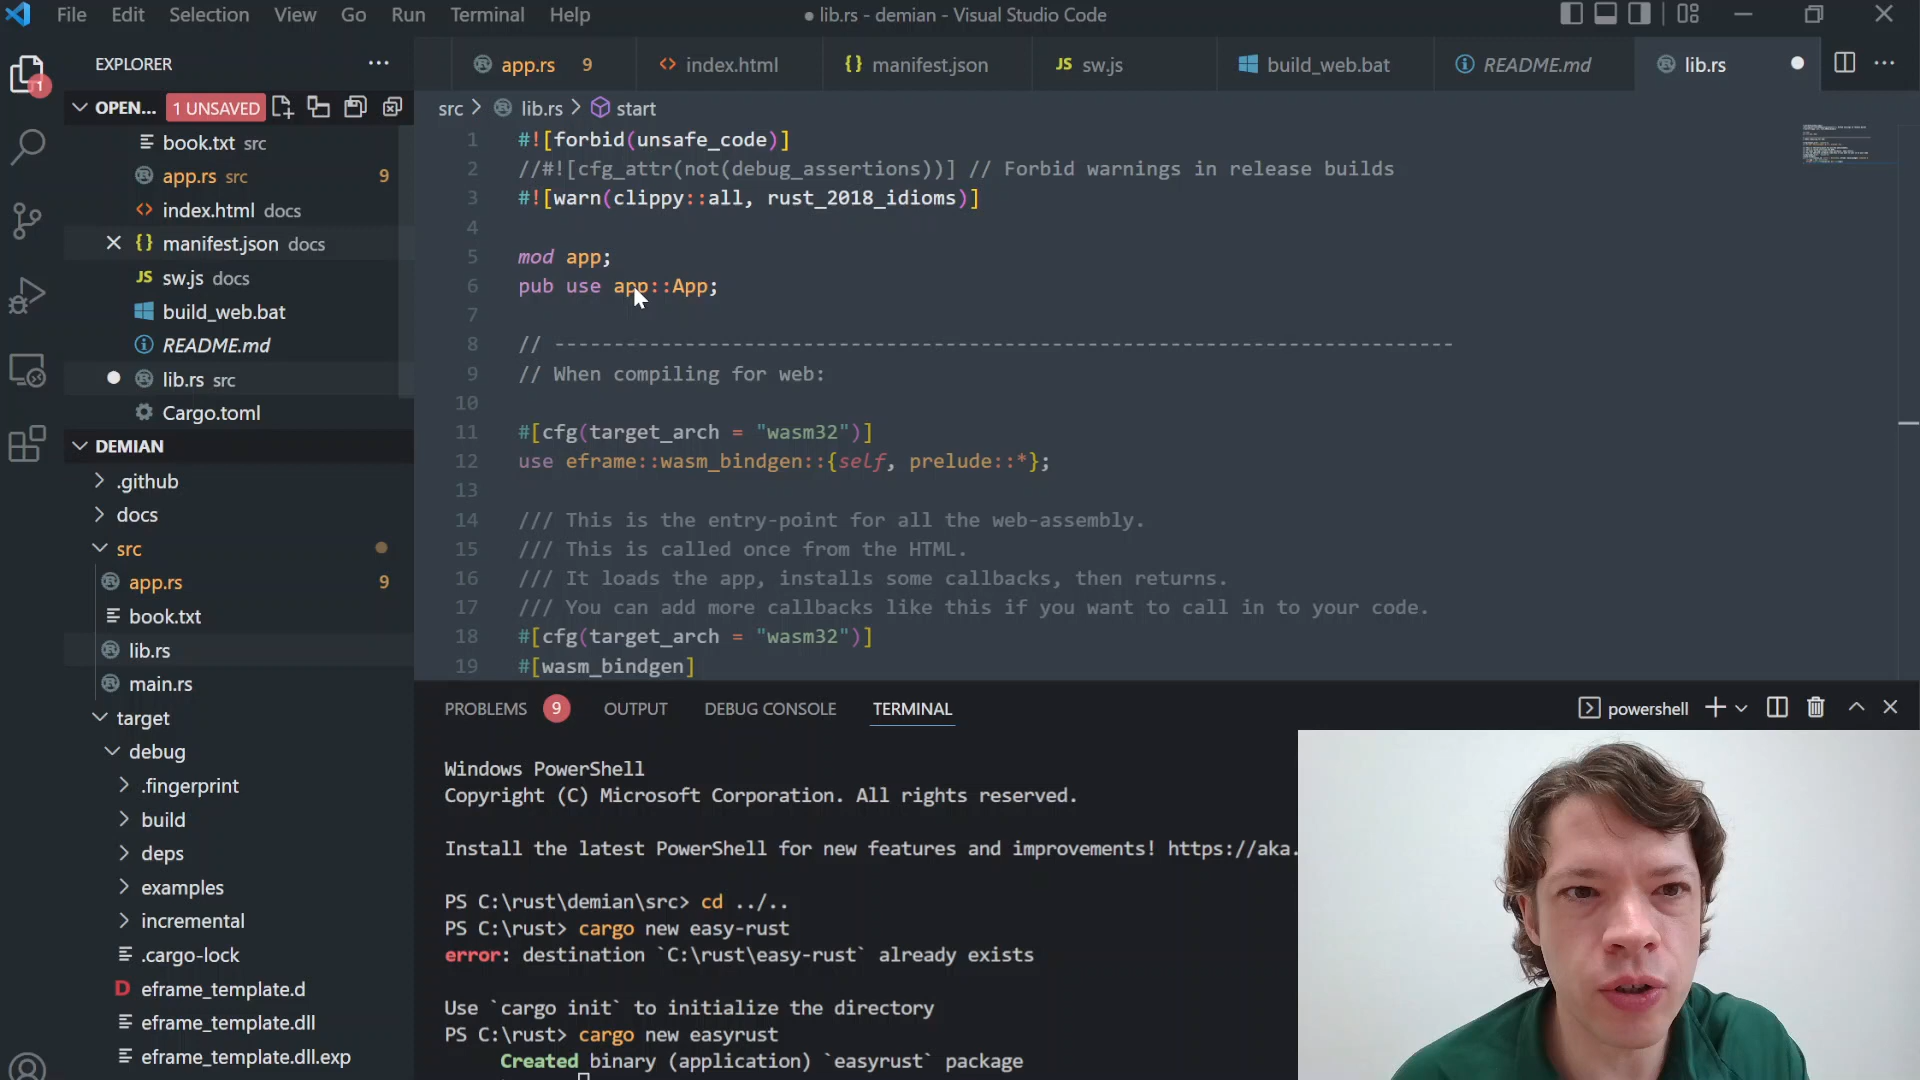 File Edit Selection View Go Run Terminal Help
● lib.rs - demian - Visual Studio Code
EXPLORER
OPEN... 1 UNSAVED
book.txt src
app.rs src 9
index.html docs
manifest.json docs
JS sw.js docs
build_web.bat
README.md
lib.rs src
Cargo.toml
DEMIAN
.github
docs
src
app.rs 9
book.txt
lib.rs
main.rs
target
debug
.fingerprint
build
deps
examples
incremental
.cargo-lock
D eframe_template.d
eframe_template.dll
eframe_template.dll.exp
1
app.rs 9 index.html {} manifest.json JS sw.js build_web.bat README.md lib.rs
src > lib.rs > start
1 #![forbid(unsafe_code)]
2 //#![cfg_attr(not(debug_assertions))] // Forbid warnings in release builds
3 #![warn(clippy::all, rust_2018_idioms)]
4
5 mod app;
6 pub use app::App;
7
8 // ----------------------------------------------------------------------------
9 // When compiling for web:
10
11 #[cfg(target_arch = "wasm32")]
12 use eframe::wasm_bindgen::{self, prelude::*};
13
14 /// This is the entry-point for all the web-assembly.
15 /// This is called once from the HTML.
16 /// It loads the app, installs some callbacks, then returns.
17 /// You can add more callbacks like this if you want to call in to your code.
18 #[cfg(target_arch = "wasm32")]
19 #[wasm_bindgen]
PROBLEMS 9 OUTPUT DEBUG CONSOLE TERMINAL
powershell
Windows PowerShell
Copyright (C) Microsoft Corporation. All rights reserved.
Install the latest PowerShell for new features and improvements! https://aka.
PS C:\rust\demian\src> cd ../..
PS C:\rust> cargo new easy-rust
error: destination `C:\rust\easy-rust` already exists
Use `cargo init` to initialize the directory
PS C:\rust> cargo new easyrust
Created binary (application) `easyrust` package